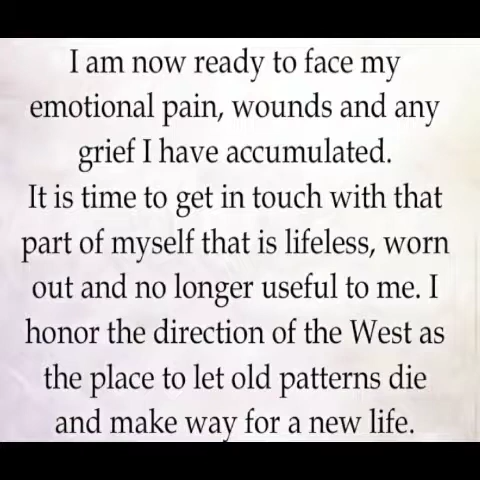 I am now ready to face my
emotional pain, wounds and any
grief I have accumulated.
It is time to get in touch with that
part of myself that is lifeless, worn
out and no longer useful to me. I
honor the direction of the West as
the place to let old patterns die
and make way for a new life.